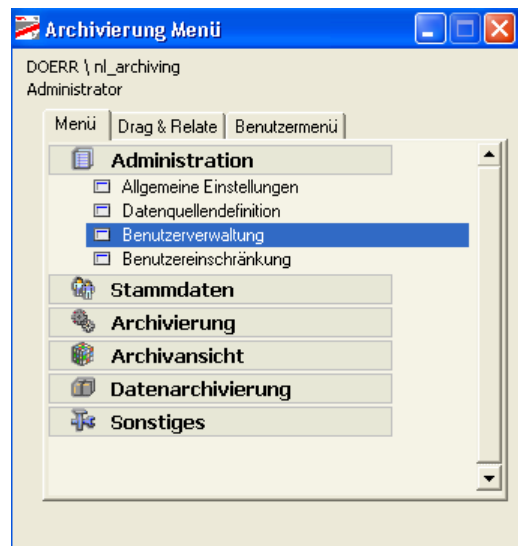 Archivierung Menü
DOERR \ nl_archiving
Administrator
Menü Drag & Relate Benutzermenü
Administration
Allgemeine Einstellungen
Datenquellendefinition
Benutzerverwaltung
Benutzereinschränkung
Stammdaten
Archivierung
Archivansicht
Datenarchivierung
Sonstiges